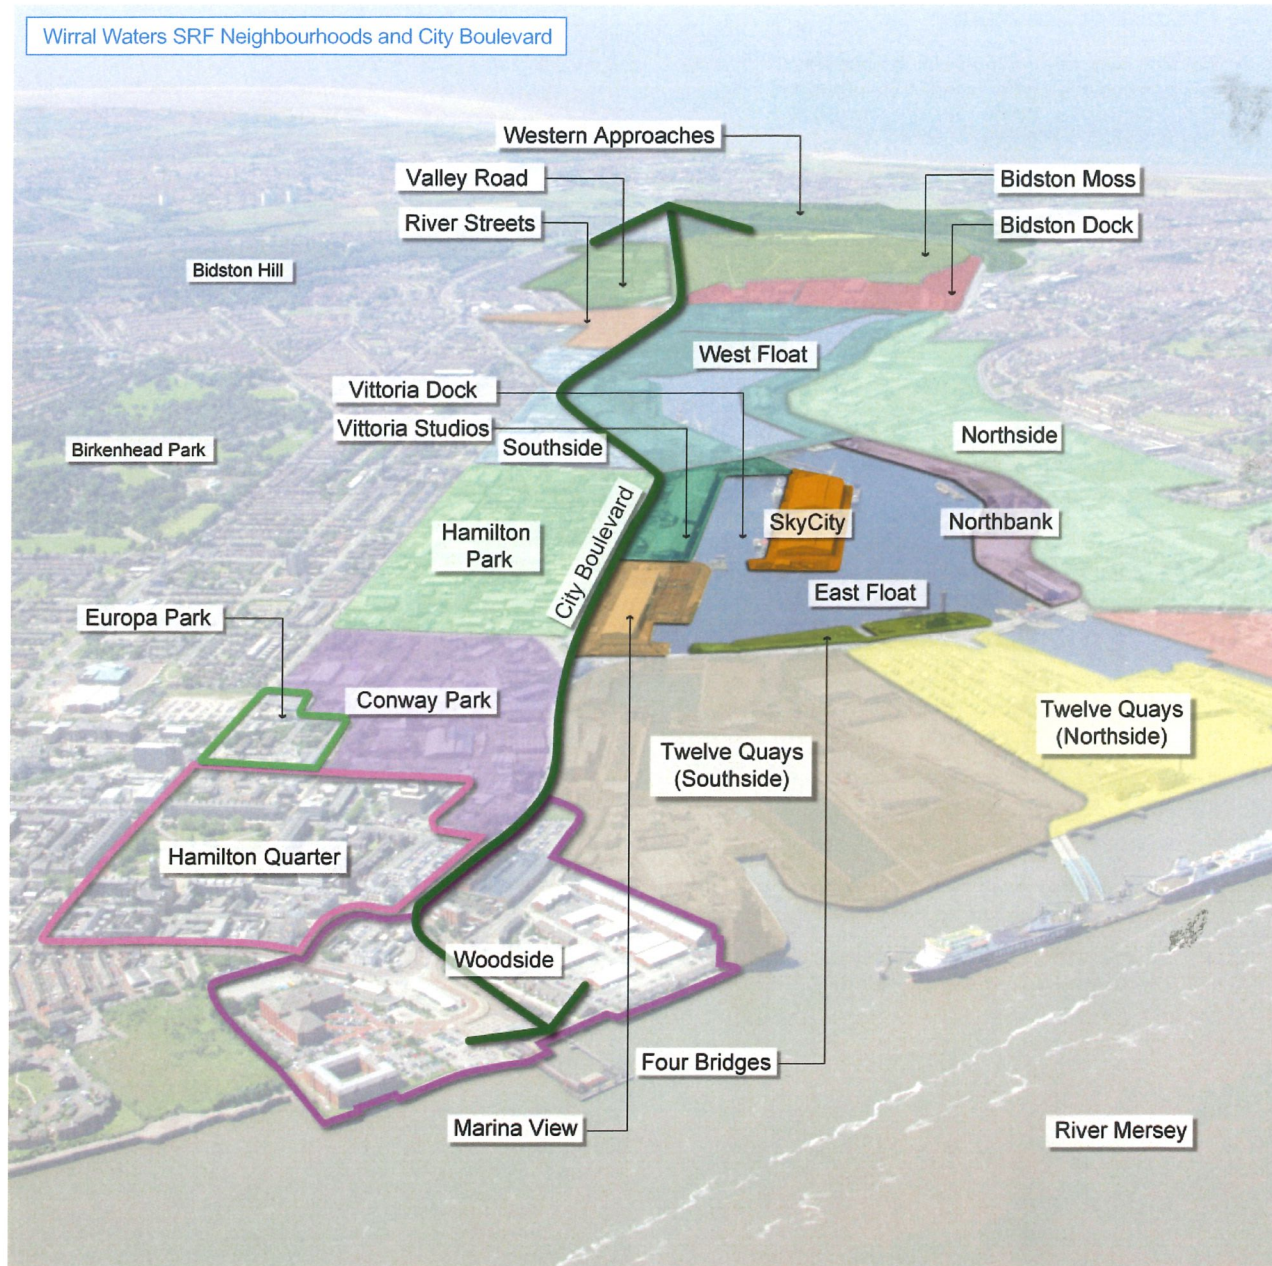 Wirral Waters SRF Neighbourhoods and City Boulevard
Western Approaches
Valley Road
Bidston Moss
River Streets
Bidston Dock
Bidston Hill
West Float
Vittoria Dock
Vittoria Studios
Southside
Northside
Birkenhead Park
SkyCity
Northbank
Hamilton
Park
City Boulevard
East Float
Europa Park
Conway Park
Twelve Quays
(Northside)
Twelve Quays
(Southside)
Hamilton Quarter
Woodside
Four Bridges
Marina View
River Mersey